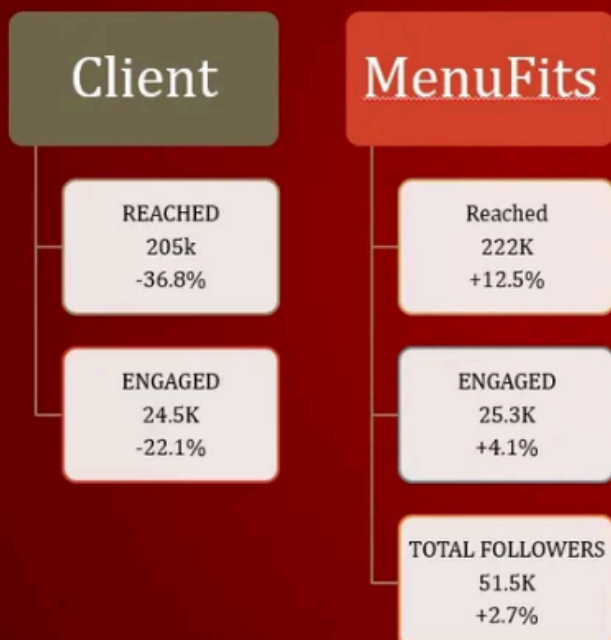 Client
REACHED
205k
-36.8%
ENGAGED
24.5K
-22.1%
MenuFits
Reached
222K
+12.5%
ENGAGED
25.3K
+4.1%
TOTAL FOLLOWERS
51.5K
+2.7%